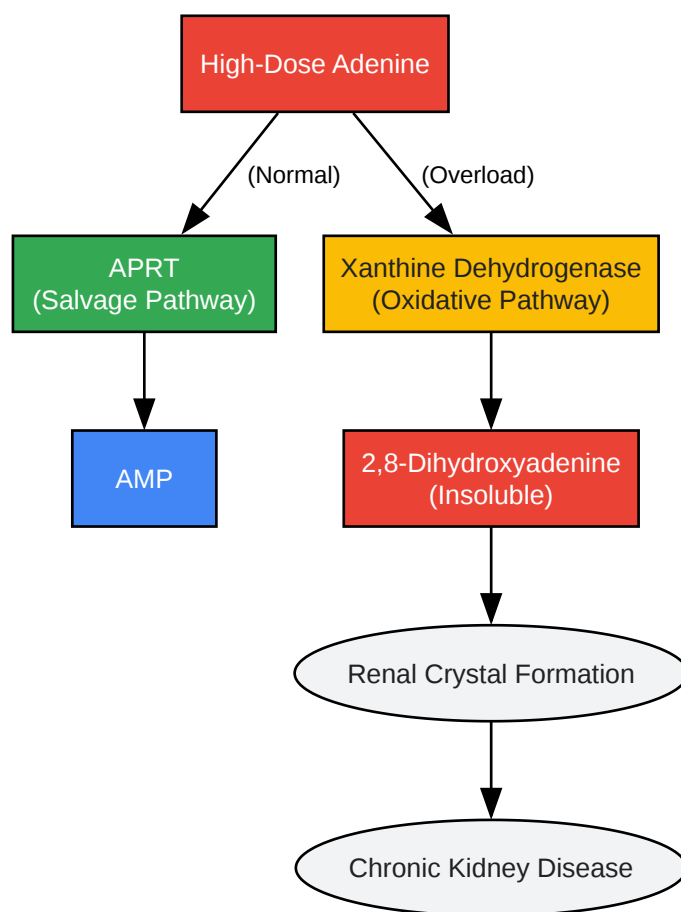 High-Dose Adenine
(Normal)
(Overload)
APRT
(Salvage Pathway)
Xanthine Dehydrogenase
(Oxidative Pathway)
AMP
2,8-Dihydroxyadenine
(Insoluble)
Renal Crystal Formation
Chronic Kidney Disease